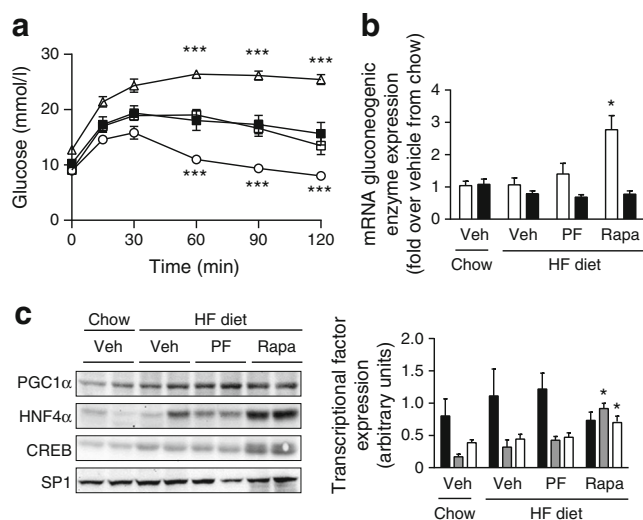 a
Glucose (mmol/l)
30
20
10
0
***
***
***
***
***
***
0
30
60
90
120
Time (min)
b
mRNA gluconeogenic
enzyme expression
(fold over vehicle from chow)
4
3
2
1
0
*
Veh
Veh
PF
Rapa
Chow
HF diet
c
Chow
HF diet
Veh
Veh
PF
Rapa
PGC1α
HNF4α
CREB
SP1
Transcriptional factor
expression
(arbitrary units)
2.0
1.5
1.0
0.5
0
*
*
Veh
Veh
PF
Rapa
Chow
HF diet